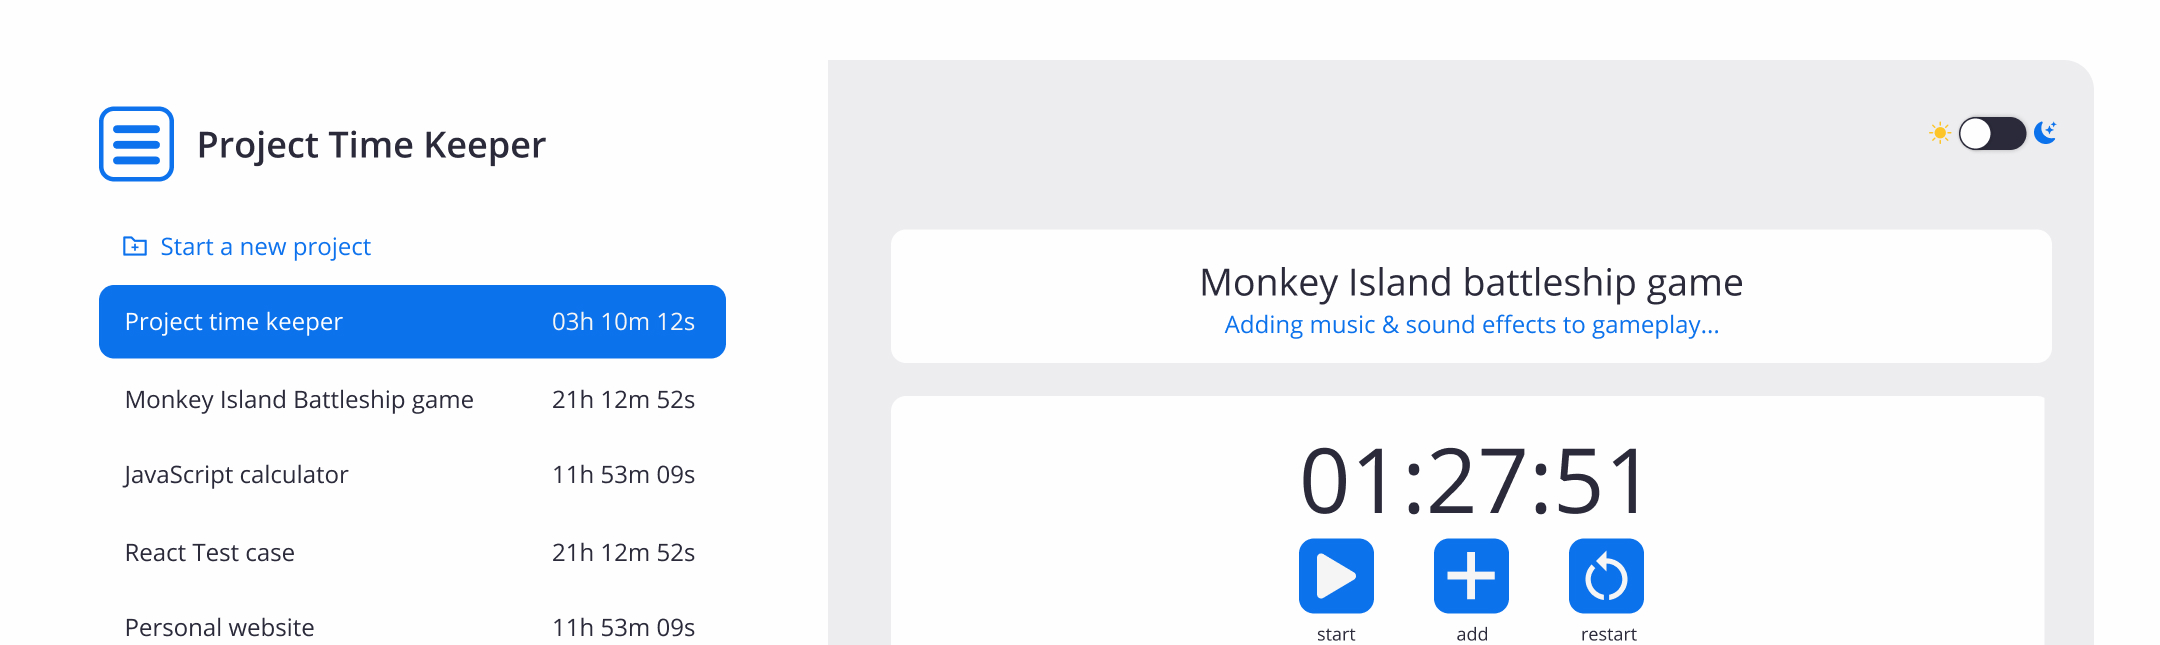 Project Time Keeper
Start a new project
Project time keeper 03h 10m 12s
Monkey Island Battleship game 21h 12m 52s
JavaScript calculator 11h 53m 09s
React Test case 21h 12m 52s
Personal website 11h 53m 09s
Monkey Island battleship game
Adding music & sound effects to gameplay...
01:27:51
start add restart